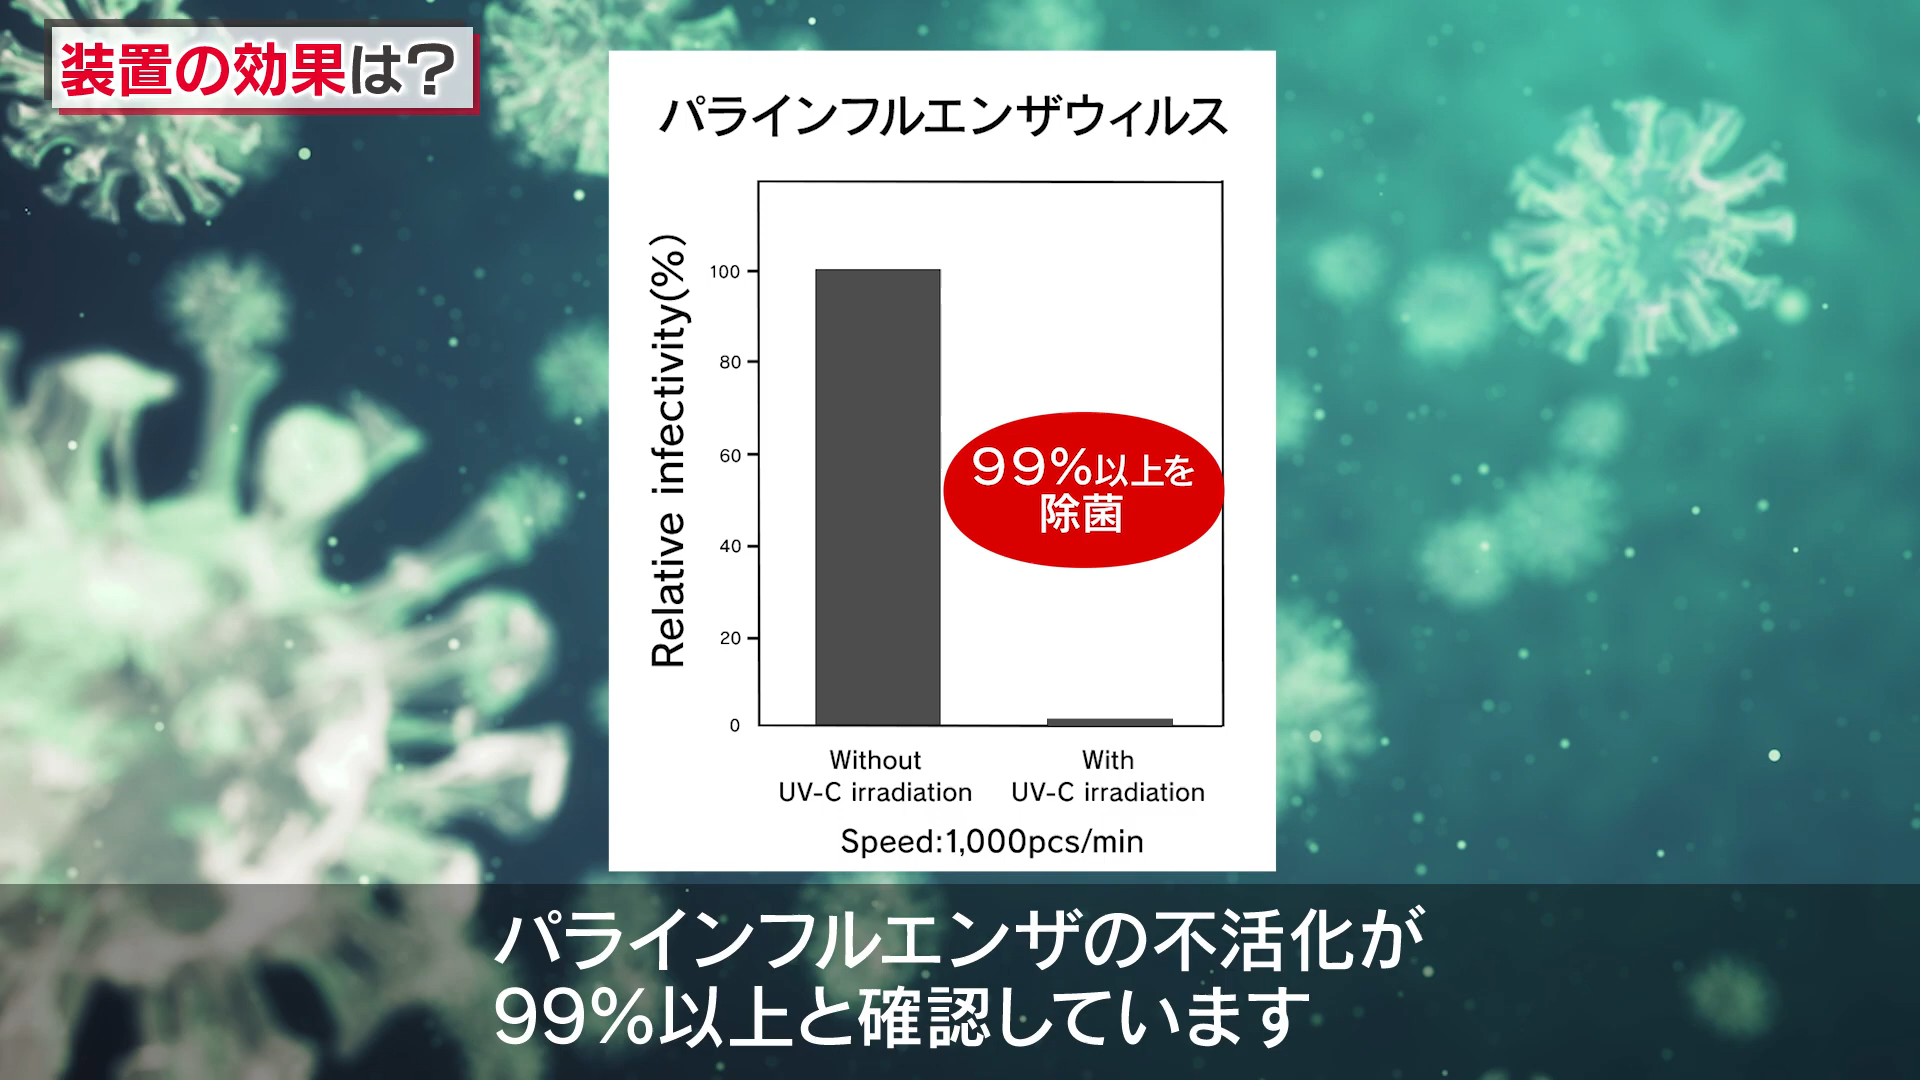 装置の効果は?
パラインフルエンザウィルス
Relative infectivity(%)
100
80
60
40
20
0
99%以上を
除菌
Without
UV-C irradiation
With
UV-C irradiation
Speed:1,000pcs/min
パラインフルエンザの不活化が
99%以上と確認しています